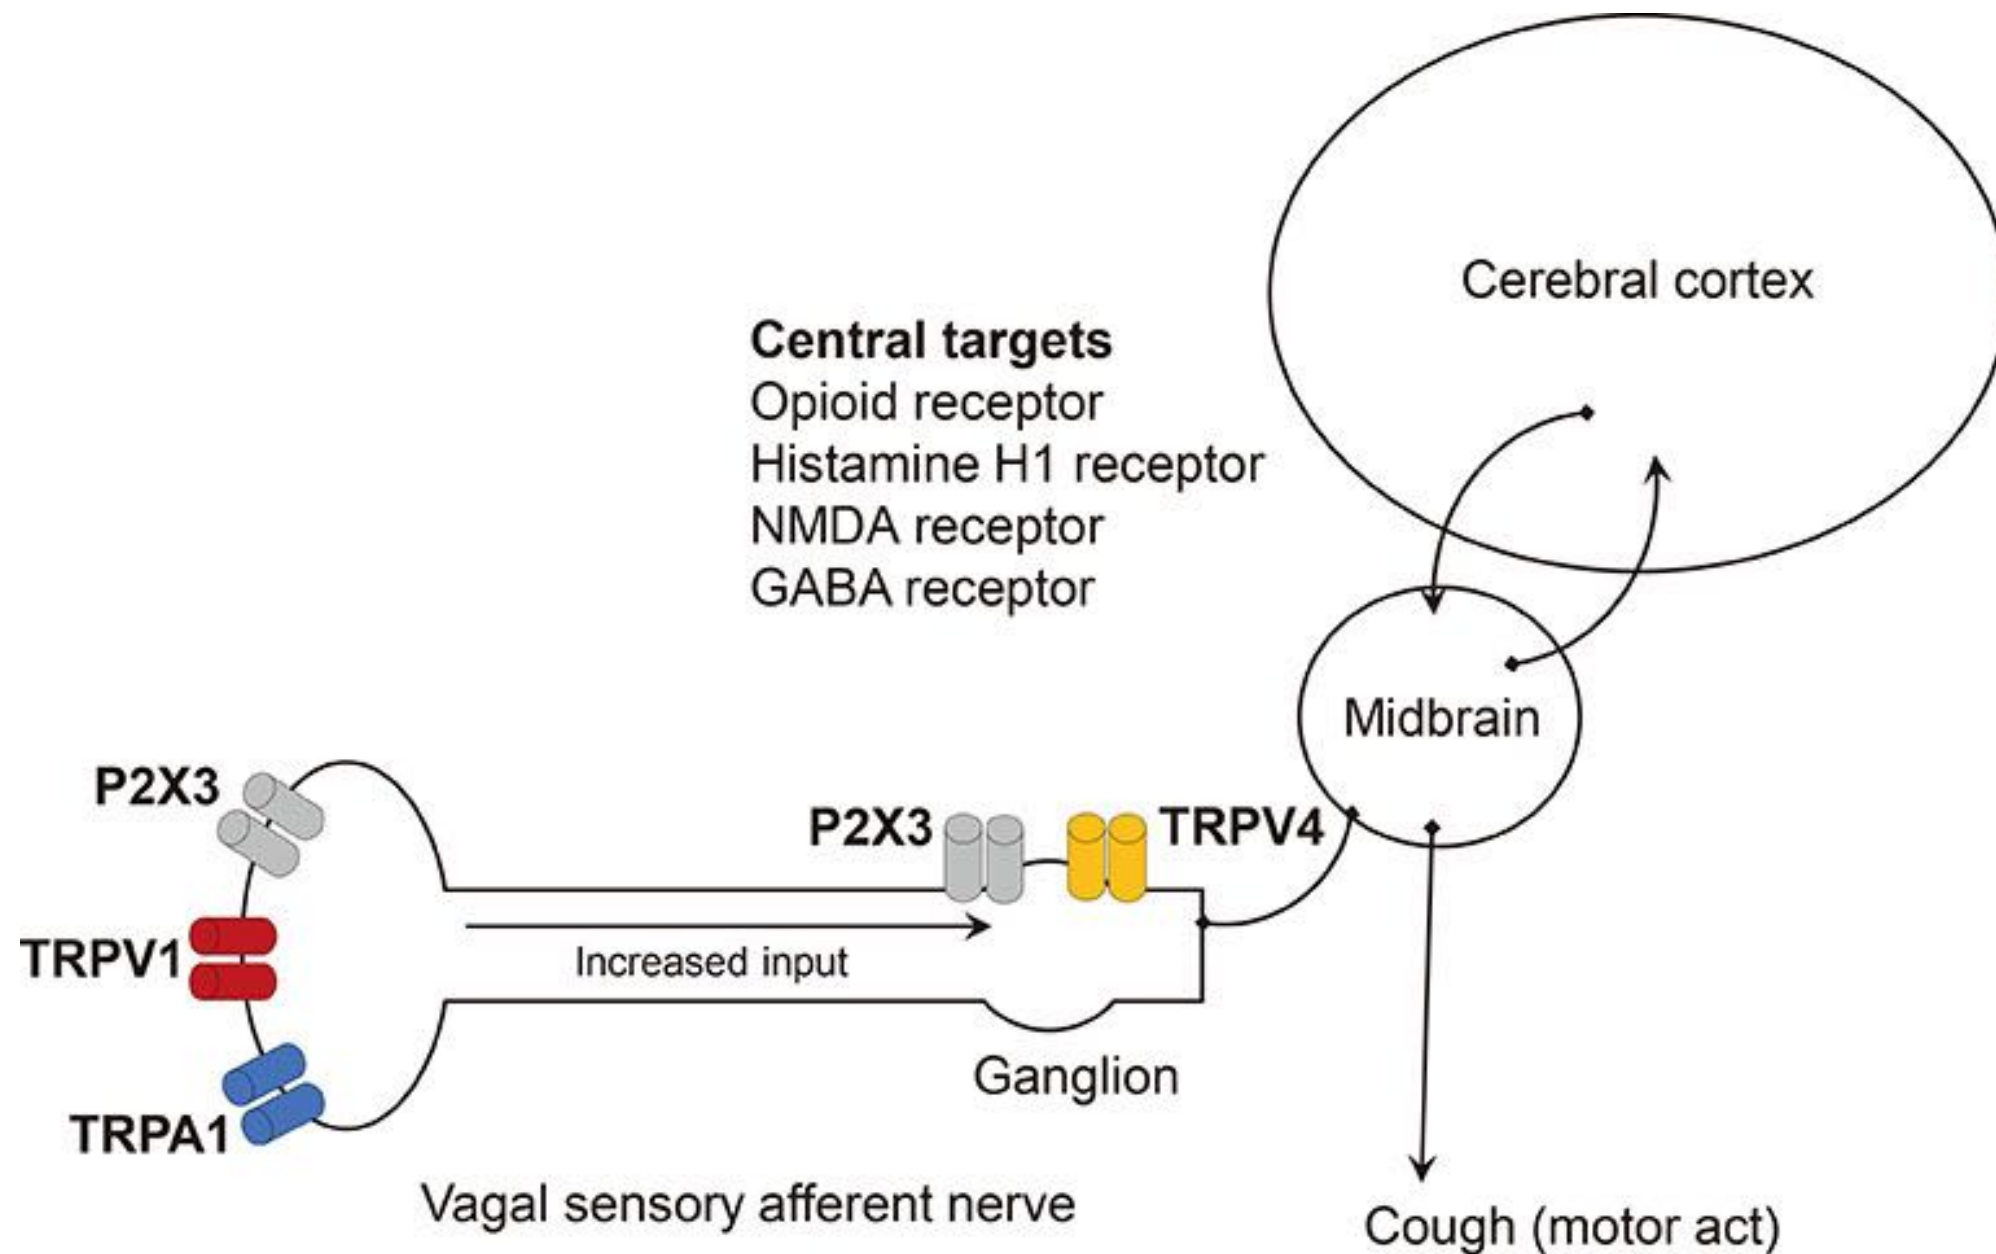 Cerebral cortex
Central targets
Opioid receptor
Histamine H1 receptor
NMDA receptor
GABA receptor
Midbrain
P2X3
P2X3
TRPV4
TRPV1
Increased input
Ganglion
TRPA1
Vagal sensory afferent nerve
Cough (motor act)